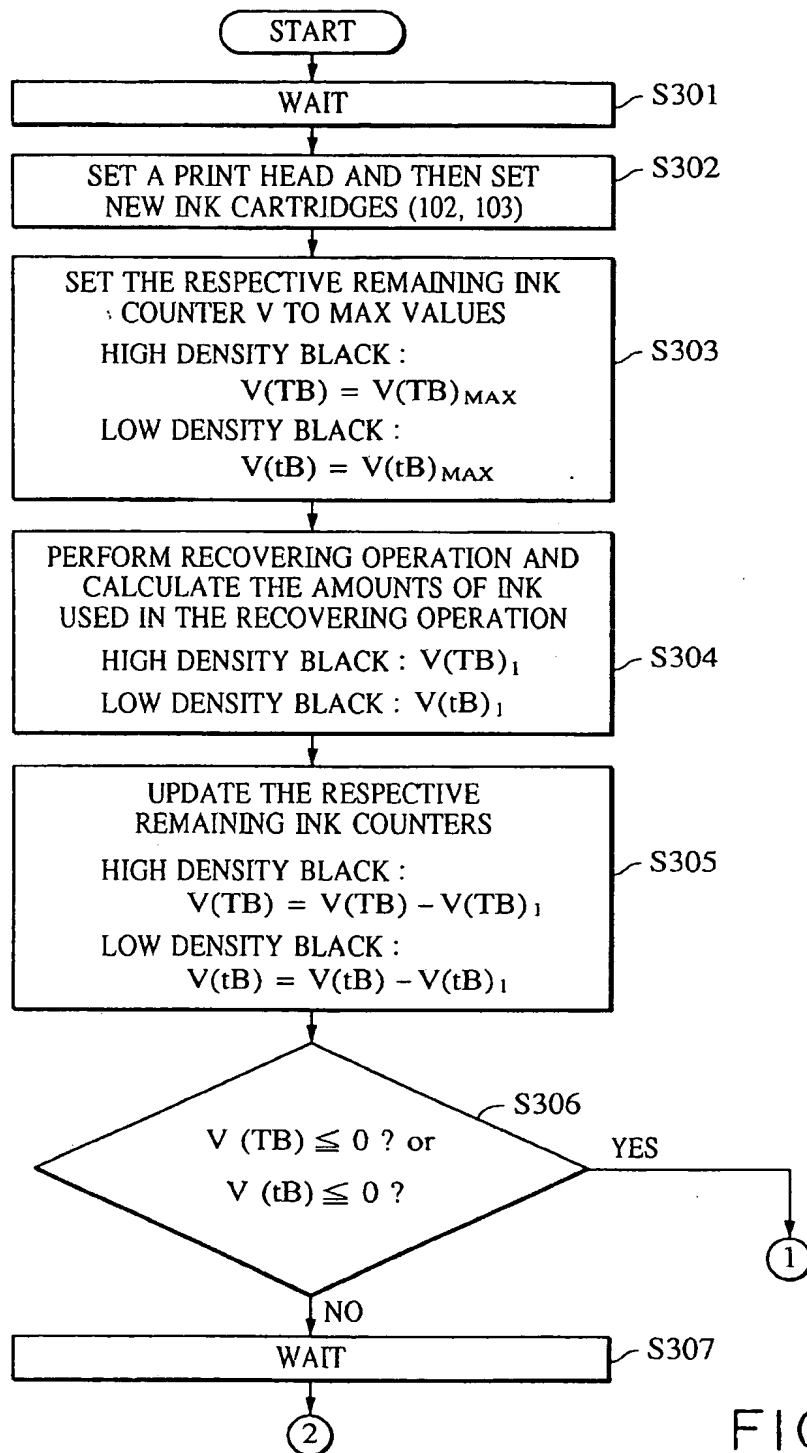 START
WAIT
S301
SET A PRINT HEAD AND THEN SET
NEW INK CARTRIDGES (102, 103)
S302
SET THE RESPECTIVE REMAINING INK
COUNTER V TO MAX VALUES
HIGH DENSITY BLACK :
V(TB) = V(TB)MAX
LOW DENSITY BLACK :
V(tB) = V(tB)MAX
S303
PERFORM RECOVERING OPERATION AND
CALCULATE THE AMOUNTS OF INK
USED IN THE RECOVERING OPERATION
HIGH DENSITY BLACK : V(TB)1
LOW DENSITY BLACK : V(tB)1
S304
UPDATE THE RESPECTIVE
REMAINING INK COUNTERS
HIGH DENSITY BLACK :
V(TB) = V(TB) – V(TB)1
LOW DENSITY BLACK :
V(tB) = V(tB) – V(tB)1
S305
S306
V (TB) ≦ 0 ? or
V (tB) ≦ 0 ?
YES
1
NO
WAIT
S307
2